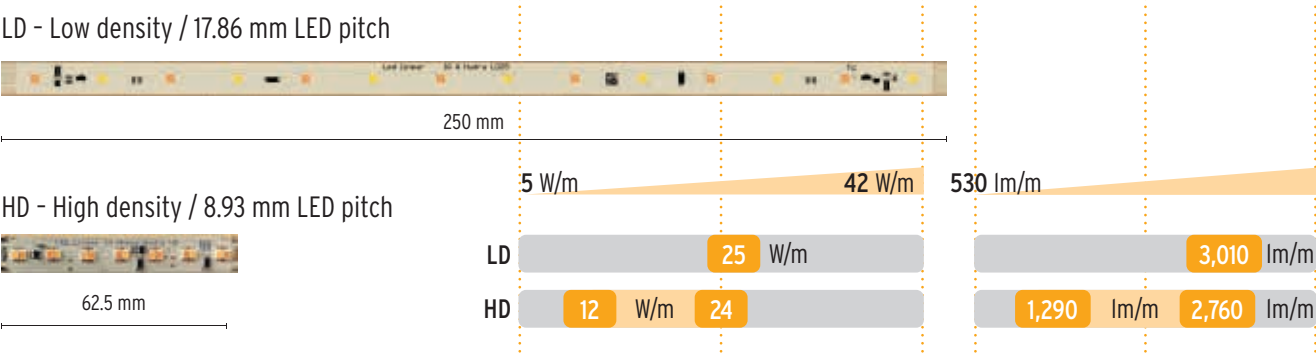 LD – Low density / 17.86 mm LED pitch
250 mm
5 W/m 42 W/m 530 lm/m
HD – High density / 8.93 mm LED pitch
LD 25 W/m 3,010 lm/m
62.5 mm
HD 12 W/m 24 1,290 lm/m 2,760 lm/m